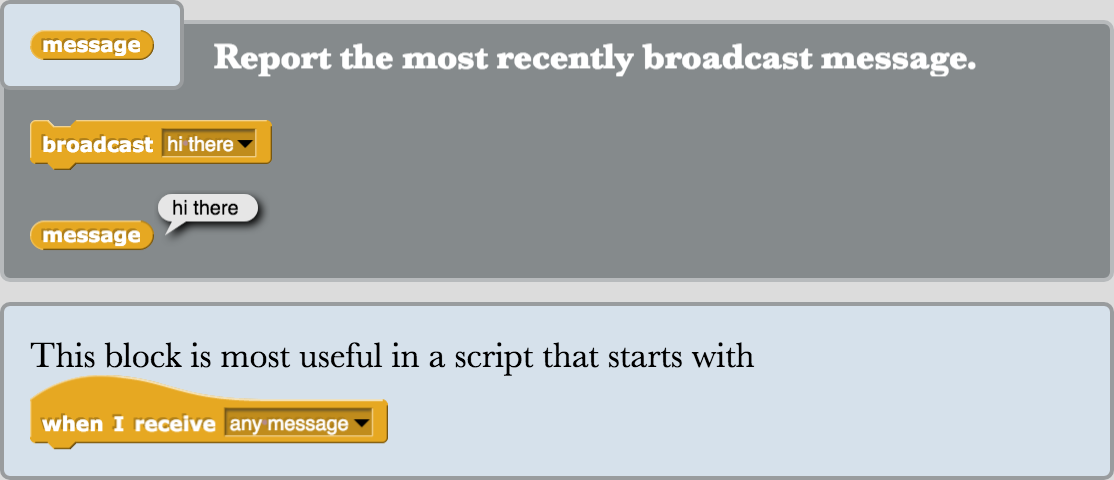 message
Report the most recently broadcast message.
broadcast hi there
hi there
message
This block is most useful in a script that starts with
when I receive any message